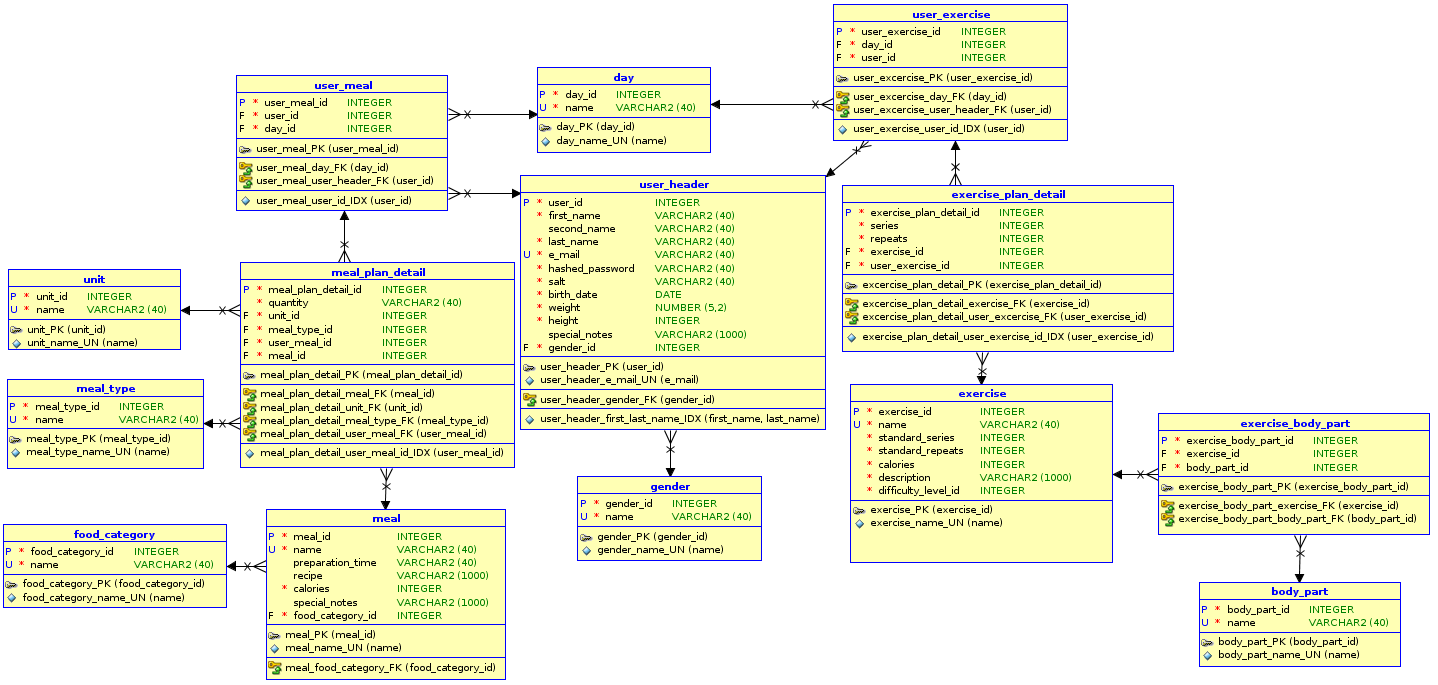 user_exercise
P * user_exercise_id INTEGER
F * day_id INTEGER
F * user_id INTEGER
user_excercise_PK (user_exercise_id)
user_excercise_day_FK (day_id)
user_excercise_user_header_FK (user_id)
user_exercise_user_id_IDX (user_id)
day
P * day_id INTEGER
U * name VARCHAR2 (40)
day_PK (day_id)
day_name_UN (name)
user_meal
P * user_meal_id INTEGER
F * user_id INTEGER
F * day_id INTEGER
user_meal_PK (user_meal_id)
user_meal_day_FK (day_id)
user_meal_user_header_FK (user_id)
user_meal_user_id_IDX (user_id)
user_header
P * user_id INTEGER
* first_name VARCHAR2 (40)
second_name VARCHAR2 (40)
* last_name VARCHAR2 (40)
U * e_mail VARCHAR2 (40)
* hashed_password VARCHAR2 (40)
* salt VARCHAR2 (40)
* birth_date DATE
* weight NUMBER (5,2)
* height INTEGER
special_notes VARCHAR2 (1000)
F * gender_id INTEGER
user_header_PK (user_id)
user_header_e_mail_UN (e_mail)
user_header_gender_FK (gender_id)
user_header_first_last_name_IDX (first_name, last_name)
exercise_plan_detail
P * exercise_plan_detail_id INTEGER
* series INTEGER
* repeats INTEGER
F * exercise_id INTEGER
F * user_exercise_id INTEGER
excercise_plan_detail_PK (exercise_plan_detail_id)
excercise_plan_detail_exercise_FK (exercise_id)
excercise_plan_detail_user_excercise_FK (user_exercise_id)
exercise_plan_detail_user_exercise_id_IDX (user_exercise_id)
unit
P * unit_id INTEGER
U * name VARCHAR2 (40)
unit_PK (unit_id)
unit_name_UN (name)
meal_plan_detail
P * meal_plan_detail_id INTEGER
* quantity VARCHAR2 (40)
F * unit_id INTEGER
F * meal_type_id INTEGER
F * user_meal_id INTEGER
F * meal_id INTEGER
meal_plan_detail_PK (meal_plan_detail_id)
meal_plan_detail_meal_FK (meal_id)
meal_plan_detail_unit_FK (unit_id)
meal_plan_detail_meal_type_FK (meal_type_id)
meal_plan_detail_user_meal_FK (user_meal_id)
meal_plan_detail_user_meal_id_IDX (user_meal_id)
meal_type
P * meal_type_id INTEGER
U * name VARCHAR2 (40)
meal_type_PK (meal_type_id)
meal_type_name_UN (name)
exercise
P * exercise_id INTEGER
U * name VARCHAR2 (40)
* standard_series INTEGER
* standard_repeats INTEGER
* calories INTEGER
* description VARCHAR2 (1000)
* difficulty_level_id INTEGER
exercise_PK (exercise_id)
exercise_name_UN (name)
exercise_body_part
P * exercise_body_part_id INTEGER
F * exercise_id INTEGER
F * body_part_id INTEGER
exercise_body_part_PK (exercise_body_part_id)
exercise_body_part_exercise_FK (exercise_id)
exercise_body_part_body_part_FK (body_part_id)
gender
P * gender_id INTEGER
U * name VARCHAR2 (40)
gender_PK (gender_id)
gender_name_UN (name)
food_category
P * food_category_id INTEGER
U * name VARCHAR2 (40)
food_category_PK (food_category_id)
food_category_name_UN (name)
meal
P * meal_id INTEGER
U * name VARCHAR2 (40)
preparation_time VARCHAR2 (40)
recipe VARCHAR2 (1000)
* calories INTEGER
special_notes VARCHAR2 (1000)
F * food_category_id INTEGER
meal_PK (meal_id)
meal_name_UN (name)
meal_food_category_FK (food_category_id)
body_part
P * body_part_id INTEGER
U * name VARCHAR2 (40)
body_part_PK (body_part_id)
body_part_name_UN (name)